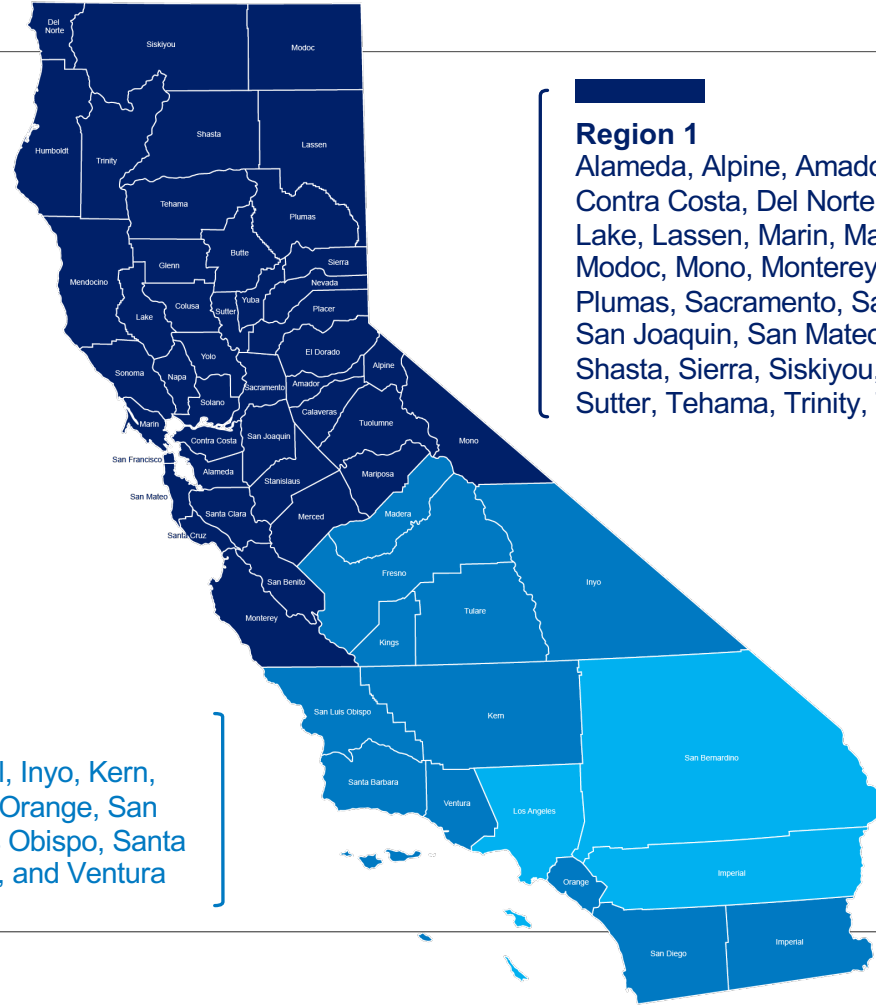 Del
Norte
Siskiyou
Modoc
Humboldt
Trinity
Shasta
Lassen
Tehama
Plumas
Mendocino
Glenn
Butte
Sierra
Nevada
Lake
Colusa
Sutter
Yuba
Placer
Sonoma
Napa
Yolo
El Dorado
Alpine
Sacramento
Amador
Solano
Calaveras
Tuolumne
Mono
Marin
Contra Costa
San Joaquin
San Francisco
Alameda
Stanislaus
Mariposa
San Mateo
Santa Clara
Merced
Madera
Santa Cruz
San Benito
Fresno
Inyo
Monterey
Kings
Tulare
San Luis Obispo
Kern
San Bernardino
Santa Barbara
Ventura
Los Angeles
Orange
Imperial
San Diego
Imperial
Region 1
Alameda, Alpine, Amado
Contra Costa, Del Norte
Lake, Lassen, Marin, Ma
Modoc, Mono, Monterey
Plumas, Sacramento, Sa
San Joaquin, San Mateo
Shasta, Sierra, Siskiyou,
Sutter, Tehama, Trinity,
l, Inyo, Kern,
Orange, San
Obispo, Santa
, and Ventura